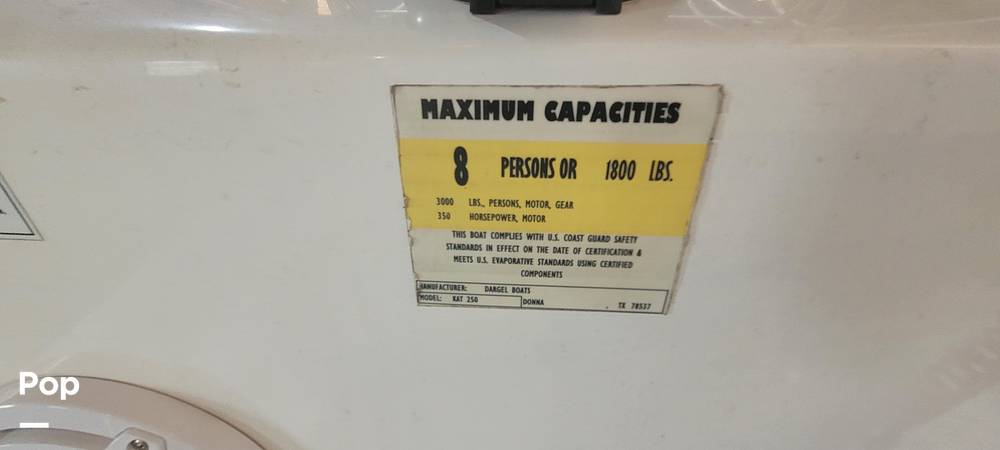 MAXIMUM CAPACITIES
8 PERSONS OR 1800 LBS.
3000 LBS., PERSONS, MOTOR, GEAR
350 HORSEPOWER, MOTOR
THIS BOAT COMPLIES WITH U.S. COAST GUARD SAFETY
STANDARDS IN EFFECT ON THE DATE OF CERTIFICATION &
MEETS U.S. EVAPORATIVE STANDARDS USING CERTIFIED
COMPONENTS
MANUFACTURER: DARGEL BOATS
MODEL: KAT 250 DONNA , TX 78537
Pop